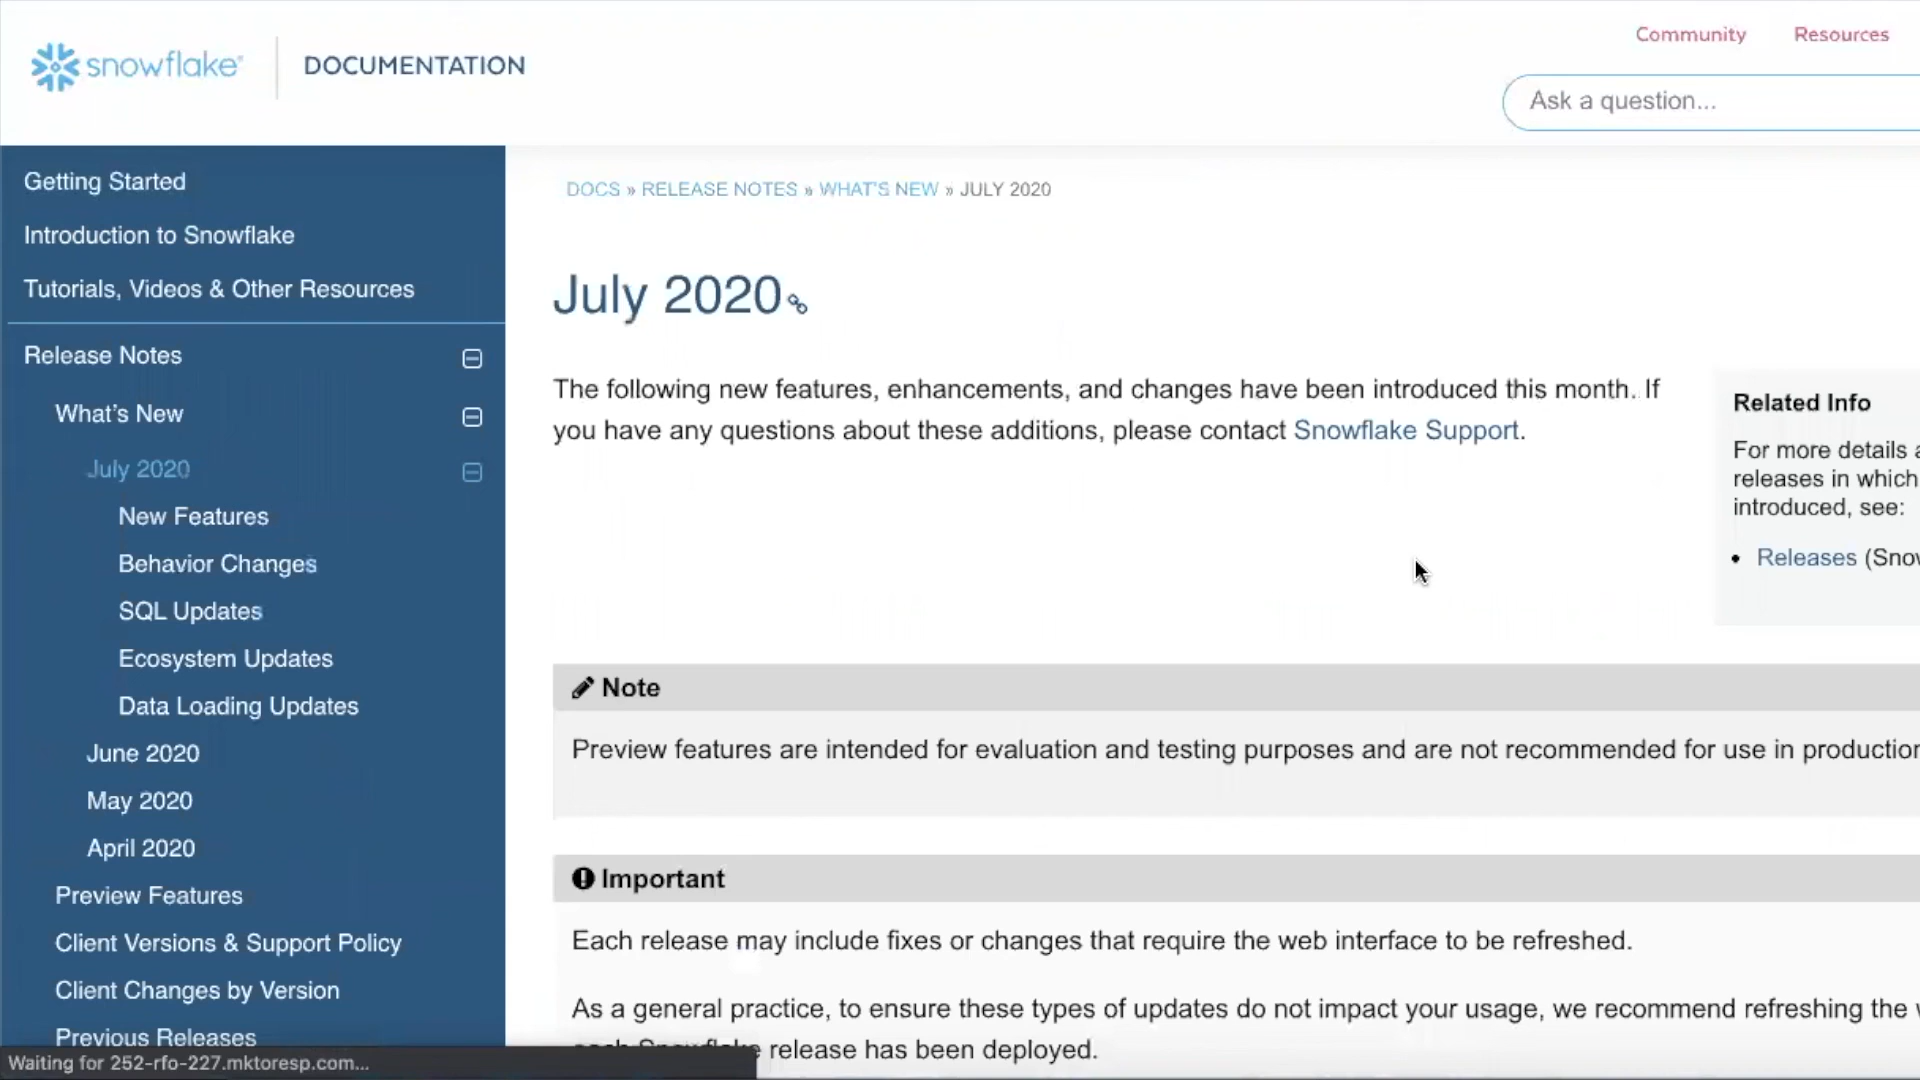 snowflake
DOCUMENTATION
Community
Resources
Ask a question...
Getting Started
Introduction to Snowflake
Tutorials, Videos & Other Resources
Release Notes
What's New
July 2020
New Features
Behavior Changes
SQL Updates
Ecosystem Updates
Data Loading Updates
June 2020
May 2020
April 2020
Preview Features
Client Versions & Support Policy
Client Changes by Version
Previous Releases
Waiting for 252-rfo-227.mktoresp.com...
DOCS » RELEASE NOTES » WHAT'S NEW » JULY 2020
July 2020
The following new features, enhancements, and changes have been introduced this month. If
you have any questions about these additions, please contact Snowflake Support.
Related Info
For more details
releases in which
introduced, see:
• Releases
Note
Preview features are intended for evaluation and testing purposes and are not recommended for use in
Important
Each release may include fixes or changes that require the web interface to be refreshed.
As a general practice, to ensure these types of updates do not impact your usage, we recommend refreshing the
release has been deployed.